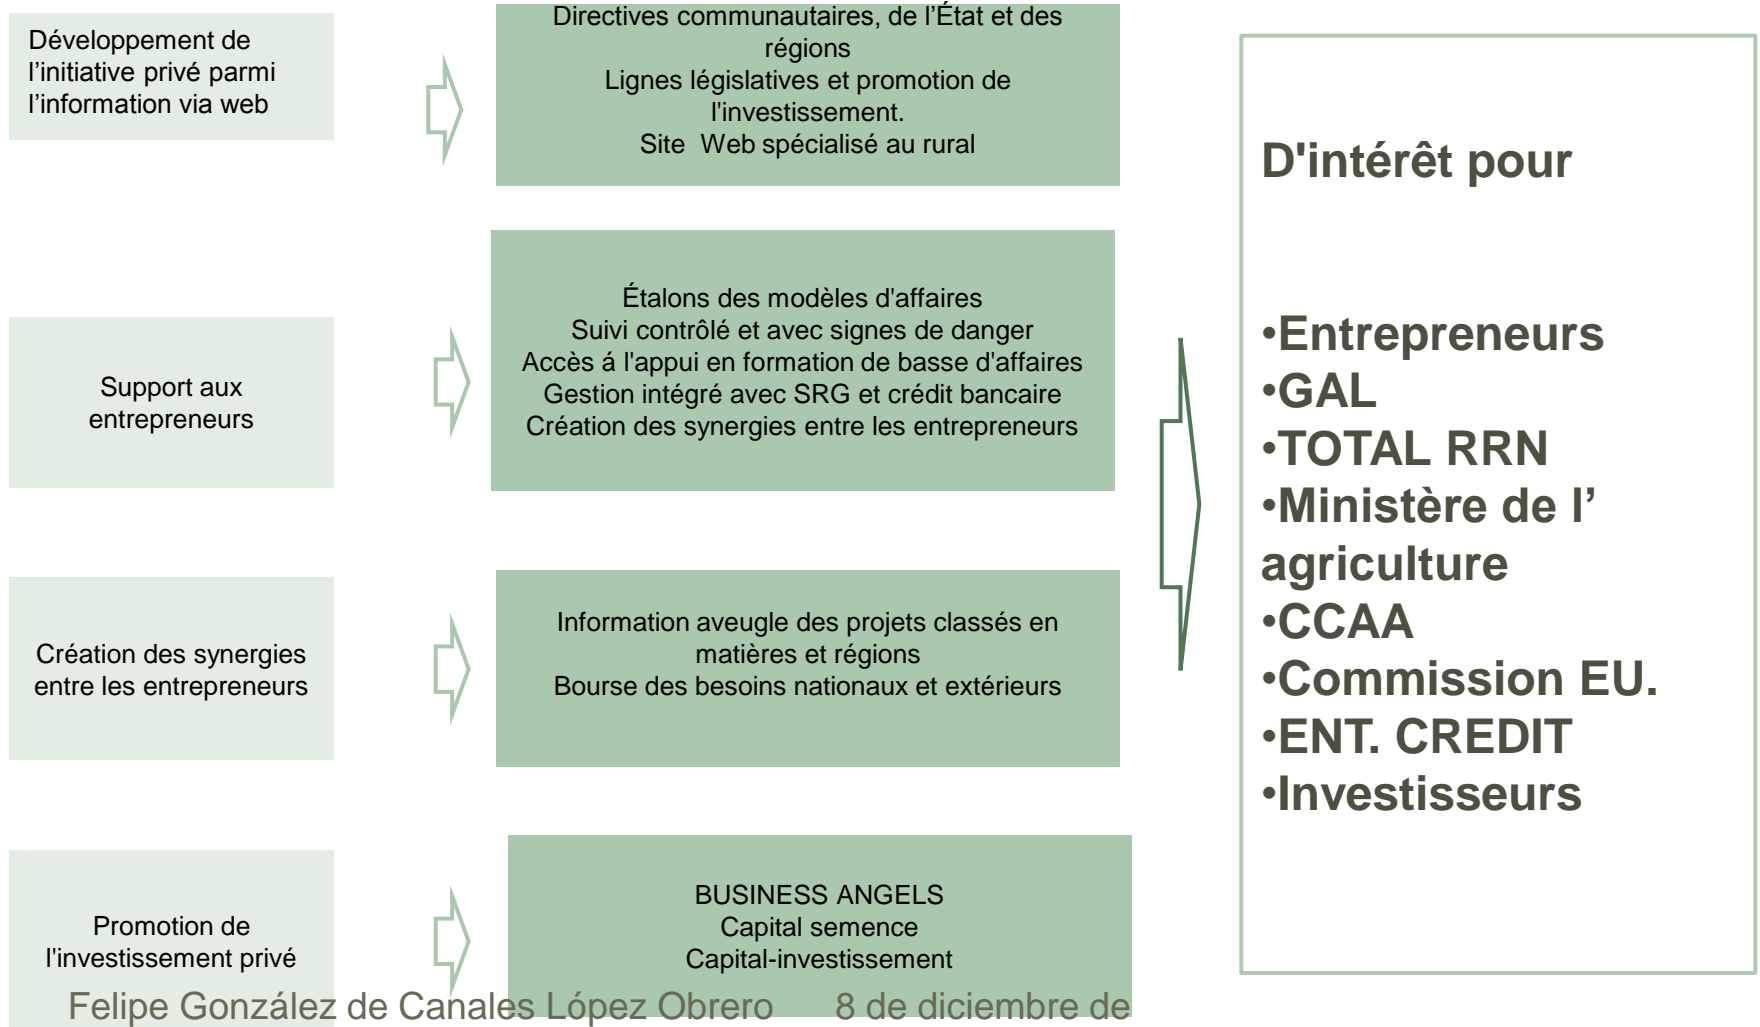 Développement de
l’initiative privé parmi
l’information via web
Directives communautaires, de l’État et des
régions
Lignes législatives et promotion de
l'investissement.
Site Web spécialisé au rural
Support aux
entrepreneurs
Étalons des modèles d'affaires
Suivi contrôlé et avec signes de danger
Accès á l'appui en formation de basse d'affaires
Gestion intégré avec SRG et crédit bancaire
Création des synergies entre les entrepreneurs
Création des synergies
entre les entrepreneurs
Information aveugle des projets classés en
matières et régions
Bourse des besoins nationaux et extérieurs
Promotion de
l'investissement privé
BUSINESS ANGELS
Capital semence
Capital-investissement
D'intérêt pour
•Entrepreneurs
•GAL
•TOTAL RRN
•Ministère de l’
agriculture
•CCAA
•Commission EU.
•ENT. CREDIT
•Investisseurs
Felipe González de Canales López Obrero 8 de diciembre de